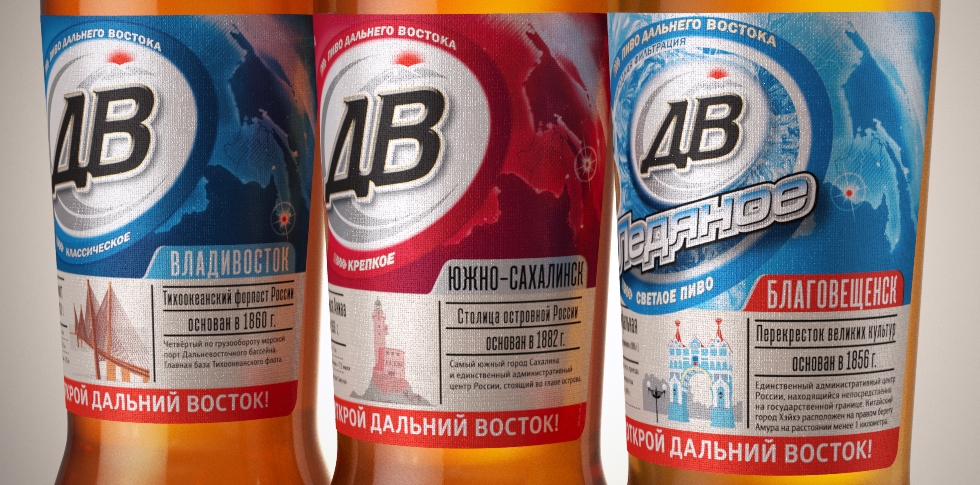 ПИВО ДАЛЬНЕГО ВОСТОКА
ДВ
КЛАССИЧЕСКОЕ
ВЛАДИВОСТОК
Тихоокеанский форпост России
основан в 1860 г.
Четвёртый по грузообороту морской
порт Дальневосточного бассейна.
Главная база Тихоокеанского флота.
ОТКРОЙ ДАЛЬНИЙ ВОСТОК!
ПИВО ДАЛЬНЕГО ВОСТОКА
ДВ
КРЕПКОЕ
ЮЖНО-САХАЛИНСК
Столица островной России
основан в 1882 г.
Самый южный город Сахалина
и единственный административный
центр России, стоящий во главе острова.
ОТКРОЙ ДАЛЬНИЙ ВОСТОК!
ПИВО ДАЛЬНЕГО ВОСТОКА
ФИЛЬТРАЦИЯ
ДВ
Ледяное
СВЕТЛОЕ ПИВО
БЛАГОВЕЩЕНСК
Перекресток великих культур
основан в 1856 г.
Единственный административный центр
России, находящийся непосредственно
на государственной границе. Китайский
город Хэйхэ расположен на правом берегу
Амура на расстоянии менее 1 километра.
ОТКРОЙ ДАЛЬНИЙ ВОСТОК!